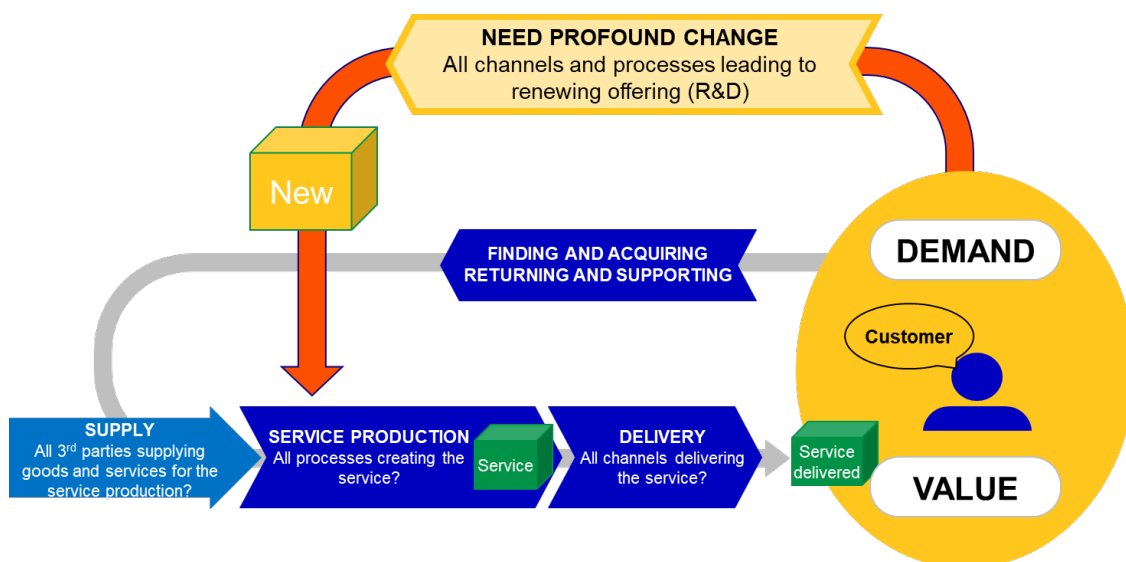 NEED PROFOUND CHANGE
All channels and processes leading to
renewing offering (R&D)
New
FINDING AND ACQUIRING
RETURNING AND SUPPORTING
DEMAND
Customer
SUPPLY
All 3rd parties supplying
goods and services for the
service production?
SERVICE PRODUCTION
All processes creating the
service?
Service
DELIVERY
All channels delivering
the service?
Service
delivered
VALUE